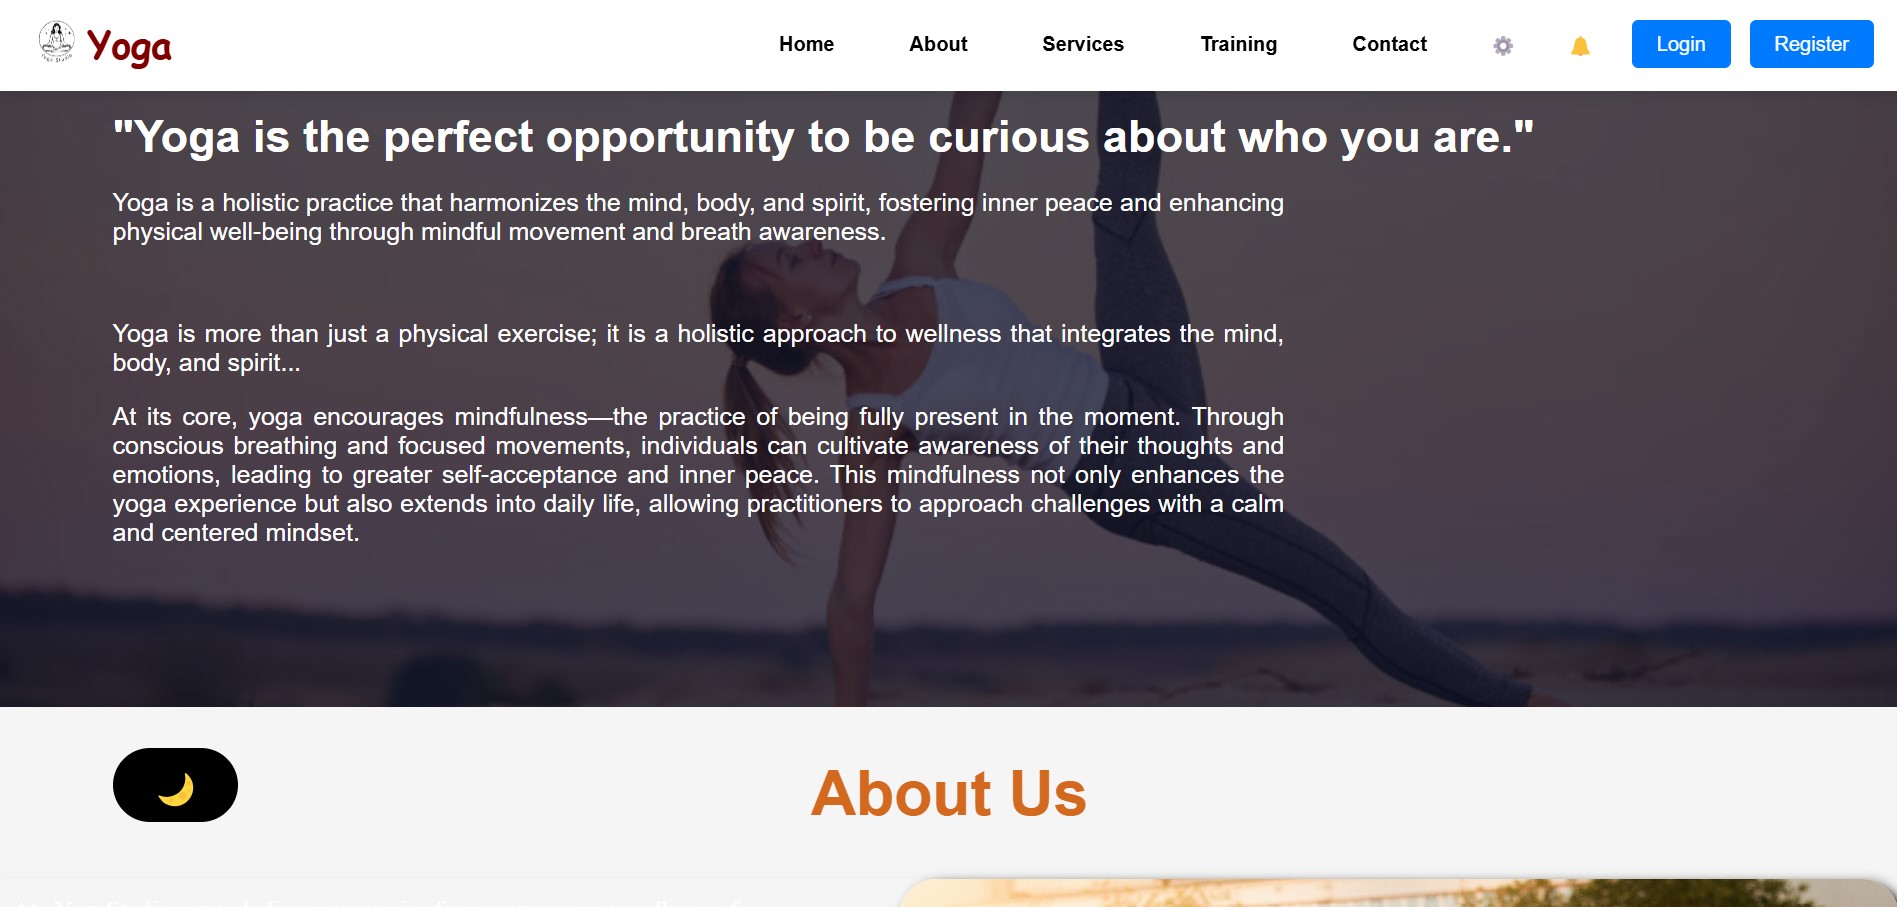 Yoga
Home About Services Training Contact Login Register
"Yoga is the perfect opportunity to be curious about who you are."
Yoga is a holistic practice that harmonizes the mind, body, and spirit, fostering inner peace and enhancing
physical well-being through mindful movement and breath awareness.
Yoga is more than just a physical exercise; it is a holistic approach to wellness that integrates the mind,
body, and spirit...
At its core, yoga encourages mindfulness—the practice of being fully present in the moment. Through
conscious breathing and focused movements, individuals can cultivate awareness of their thoughts and
emotions, leading to greater self-acceptance and inner peace. This mindfulness not only enhances the
yoga experience but also extends into daily life, allowing practitioners to approach challenges with a calm
and centered mindset.
About Us